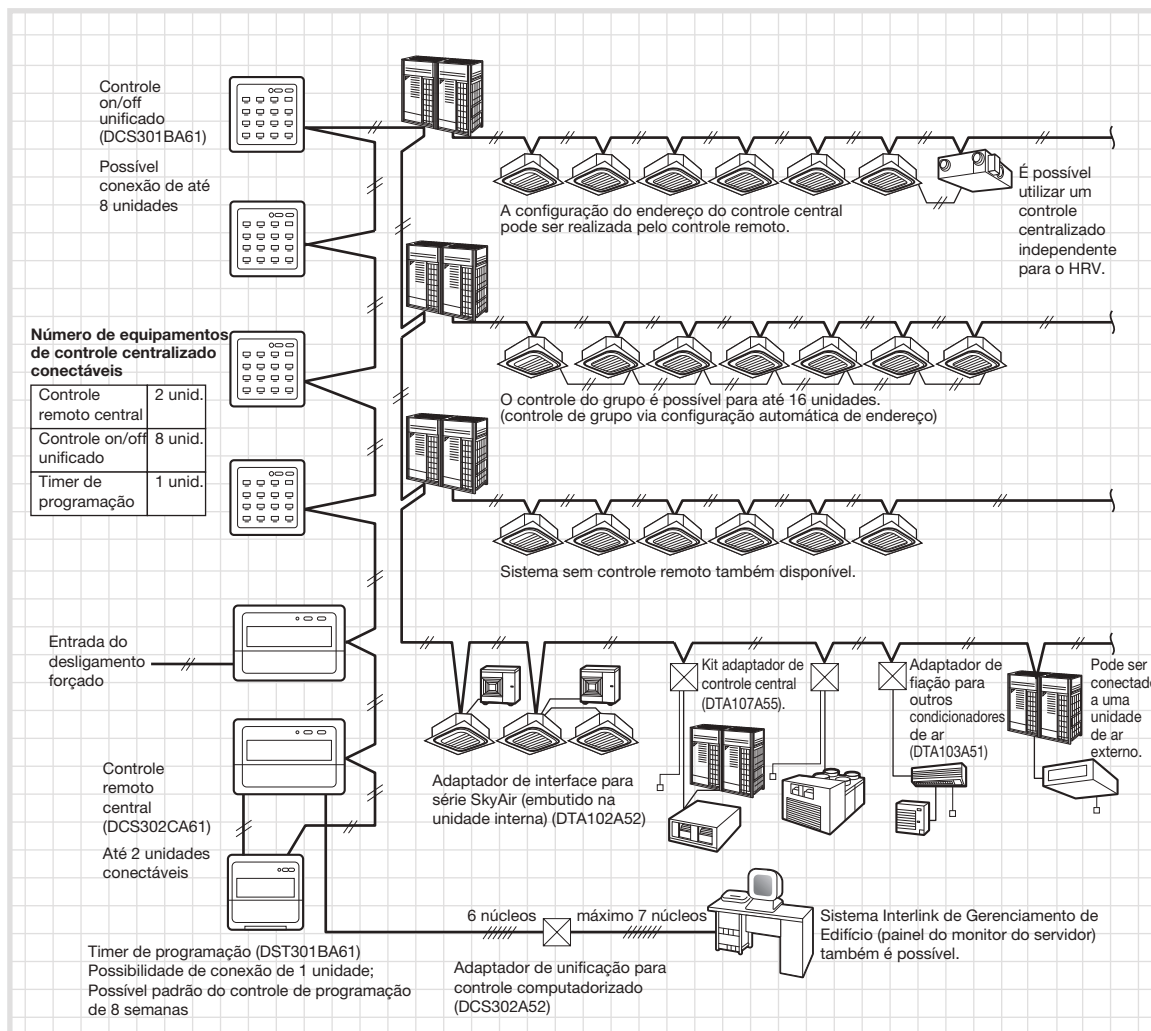 Controle
on/off
unificado
(DCS301BA61)
Possível
conexão de até
8 unidades
A configuração do endereço do controle central
pode ser realizada pelo controle remoto.
É possível
utilizar um
controle
centralizado
independente
para o HRV.
Número de equipamentos
de controle centralizado
conectáveis
Controle
remoto central
2 unid.
Controle on/off
unificado
8 unid.
Timer de
programação
1 unid.
O controle do grupo é possível para até 16 unidades.
(controle de grupo via configuração automática de endereço)
Sistema sem controle remoto também disponível.
Entrada do
desligamento
forçado
Kit adaptador de
controle central
(DTA107A55).
Adaptador de
fiação para
outros
condicionadores
de ar
(DTA103A51)
Pode ser
conectado
a uma
unidade
de ar
externo.
Adaptador de interface para
série SkyAir (embutido na
unidade interna) (DTA102A52)
Controle
remoto
central
(DCS302CA61)
Até 2 unidades
conectáveis
6 núcleos
máximo 7 núcleos
Sistema Interlink de Gerenciamento de
Edifício (painel do monitor do servidor)
também é possível.
Timer de programação (DST301BA61)
Possibilidade de conexão de 1 unidade;
Possível padrão do controle de programação
de 8 semanas
Adaptador de unificação para
controle computadorizado
(DCS302A52)